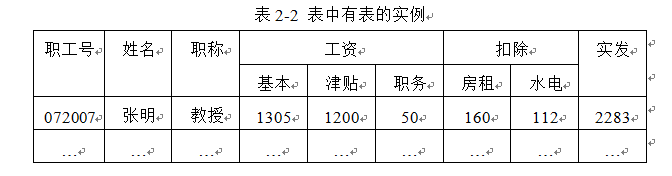 表2-2 表中有表的实例
职工号 姓名 职称 工资 扣除 实发
基本 津贴 职务 房租 水电
072007 张明 教授 1305 1200 50 160 112 2283
… … … … … … … … …